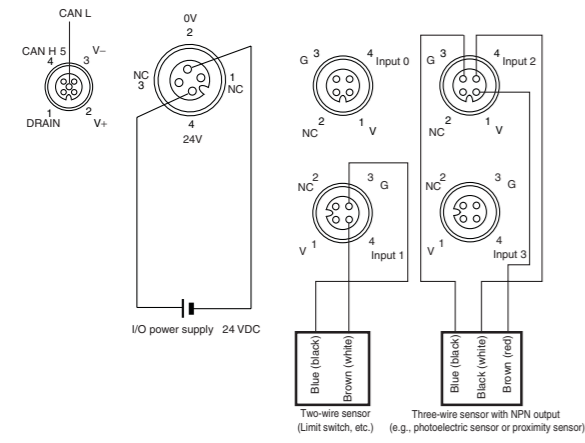 CAN L
CAN H 5
4
V−
3
1
DRAIN
2
V+
0V
2
NC
3
1
NC
4
24V
I/O power supply 24 VDC
G 3
4
Input 0
NC
2
1
V
G 3
4
Input 2
NC
2
1
V
NC 2
3
G
V 1
4
Input 1
NC 2
3
G
V 1
4
Input 3
Blue (black)
Brown (white)
Blue (black)
Black (white)
Brown (red)
Two-wire sensor
(Limit switch, etc.)
Three-wire sensor with NPN output
(e.g., photoelectric sensor or proximity sensor)